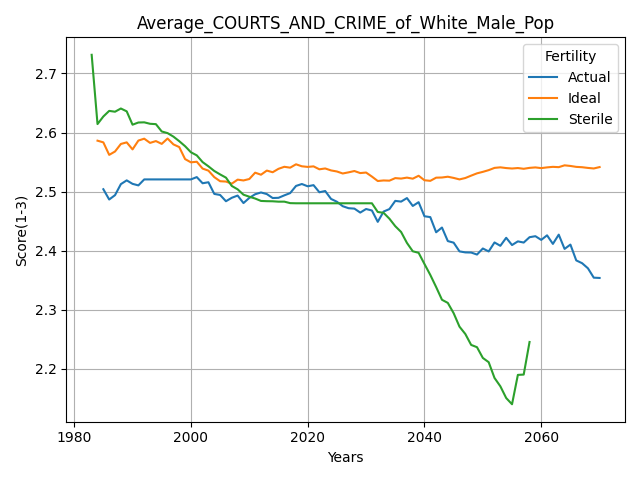 Average_COURTS_AND_CRIME_of_White_Male_Pop
Fertility
Actual
Ideal
Sterile
Score(1-3)
2.7
2.6
2.5
2.4
2.3
2.2
1980
2000
2020
2040
2060
Years